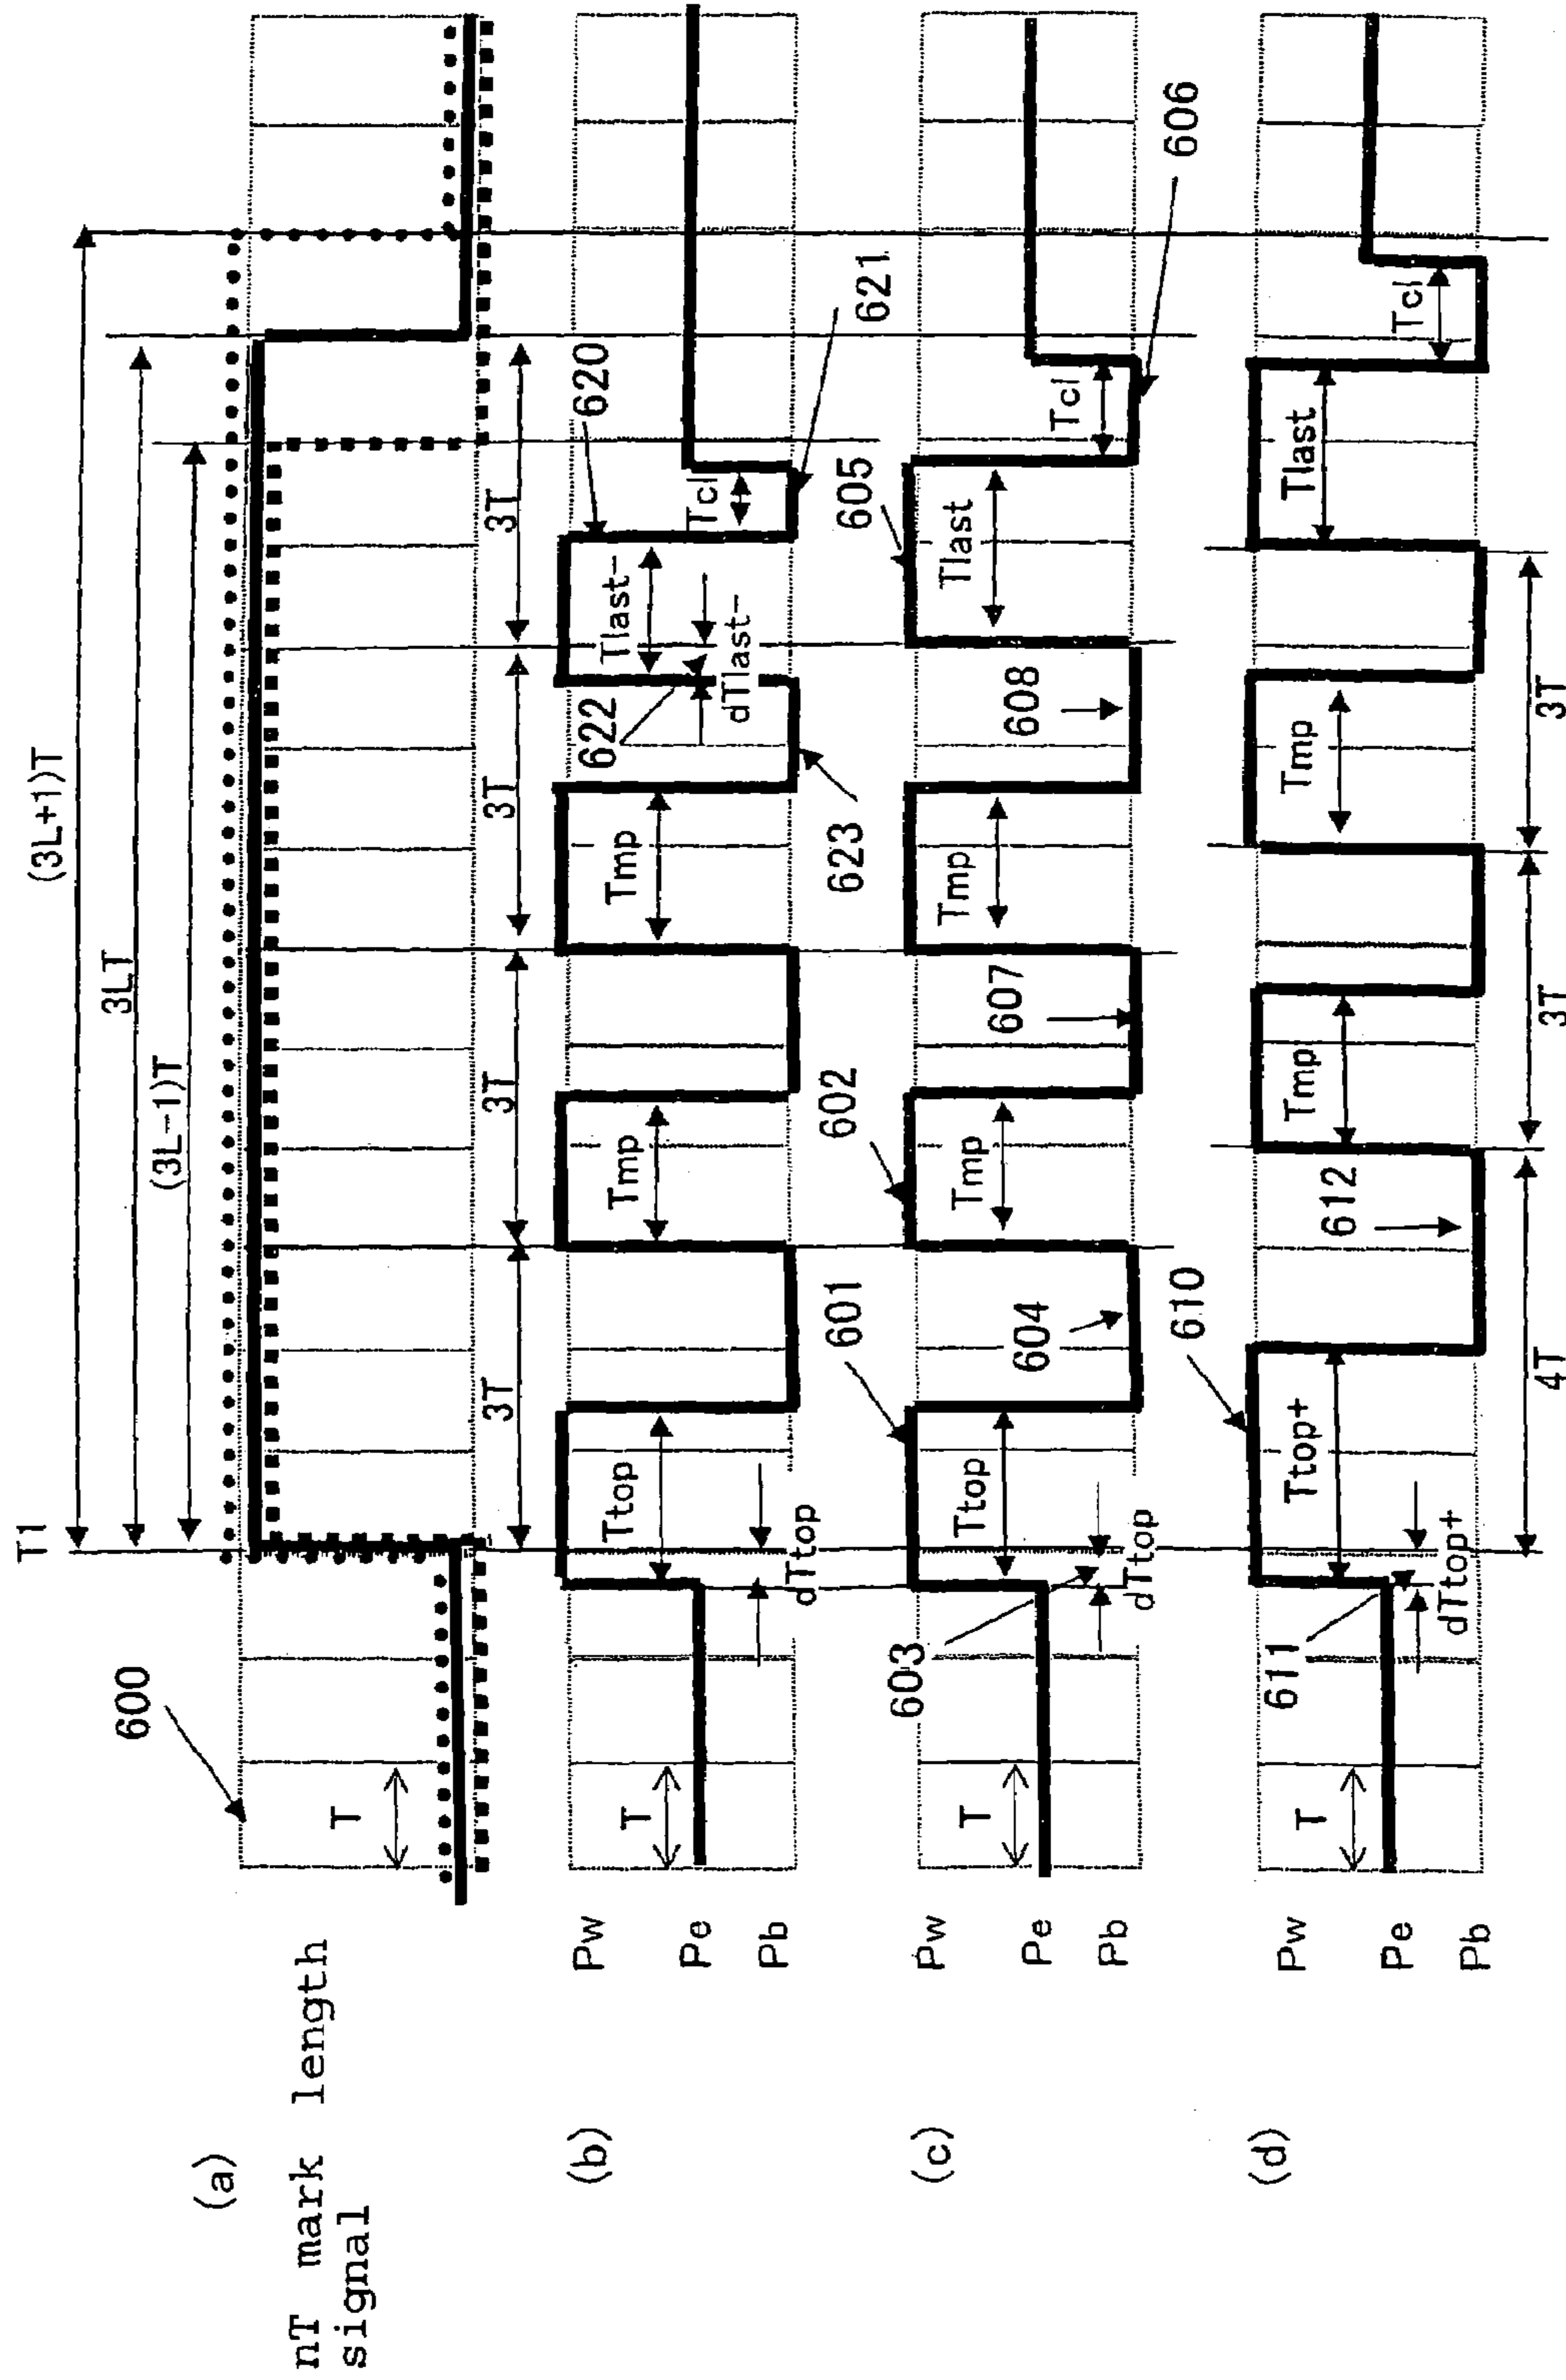 (a)
nT mark length
signal
600
T1
(3L+1)T
3LT
(3L-1)T
T
3T
3T
3T
3T
(b)
Pw
Pe
Pb
T
Ttop
dTtop
Tmp
Tmp
Tlast-
dTlast-
Tcl
620
621
622
623
(c)
Pw
Pe
Pb
T
Ttop
dTtop
Tmp
Tmp
Tlast
Tcl
601
602
603
604
605
606
607
608
(d)
Pw
Pe
Pb
T
Ttop+
dTtop+
Tmp
Tmp
Tlast
Tcl
610
611
612
4T
3T
3T